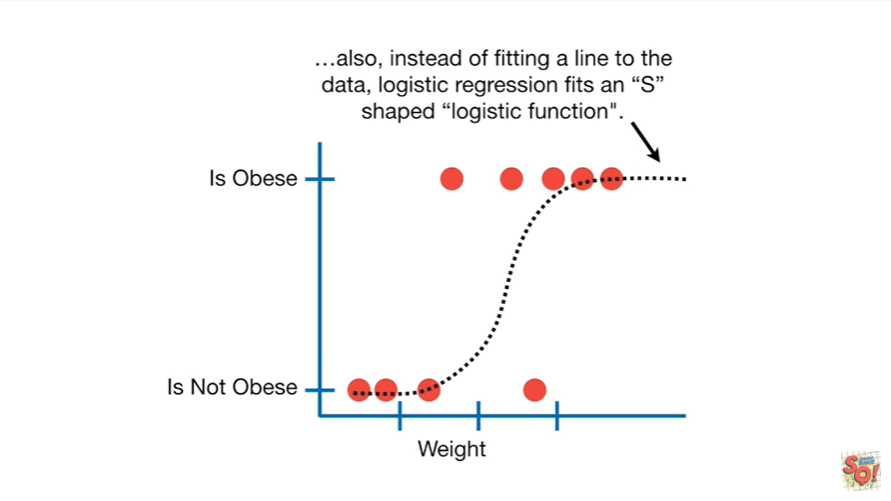 ...also, instead of fitting a line to the
data, logistic regression fits an “S”
shaped “logistic function".
Is Obese
Is Not Obese
Weight
SQ!